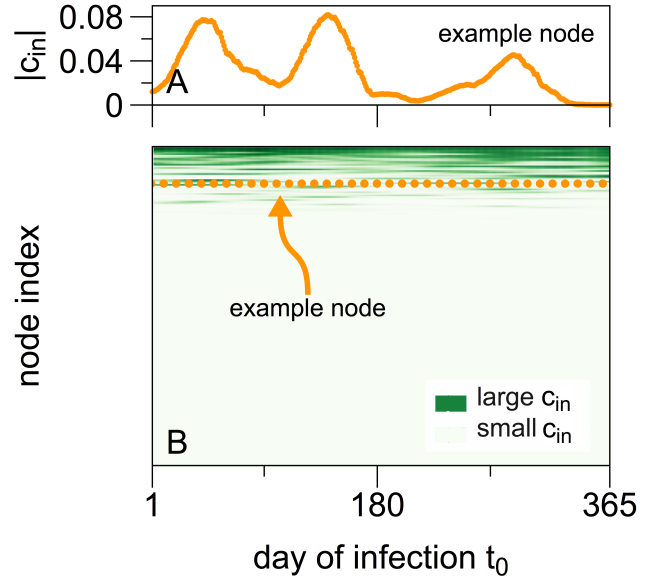 |c_in|
0.08
0.04
0
A
example node
node index
example node
large c_in
small c_in
B
1 180 365
day of infection t_0